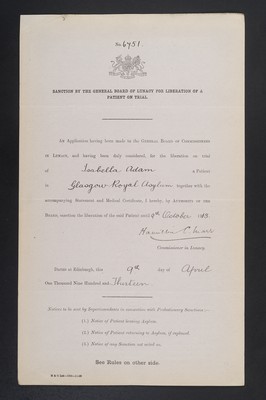 No. 6751.
SANCTION BY THE GENERAL BOARD OF LUNACY FOR LIBERATION OF a
PATIENT ON TRIAL.
AN Application having been made to the GENERAL BOARD OF COMMISSIONERS
IN LUNACY, and having been duly considered, for the liberation on trial
of Isabella Adam a Patient
in Glasgow Royal Asylum together with the
accompanying Statement and Medical Certificate, I hereby, by AUTHORITY OF THE
BOARD, sanction the liberation of the said Patient until 9th October 1913.
Commissioner in Lunacy.
DATED at Edinburgh, this 9th day of April
One Thousand Nine Hundred and Thirteen
Notices to be sent by Superintendents in connection with Probationary Sanctions:—
(1.) Notice of Patient leaving Asylum.
(2.) Notice of Patient returning to Asylum, if replaced.
(3.) Notice of any Sanction not acted on.
See Rules on other side.